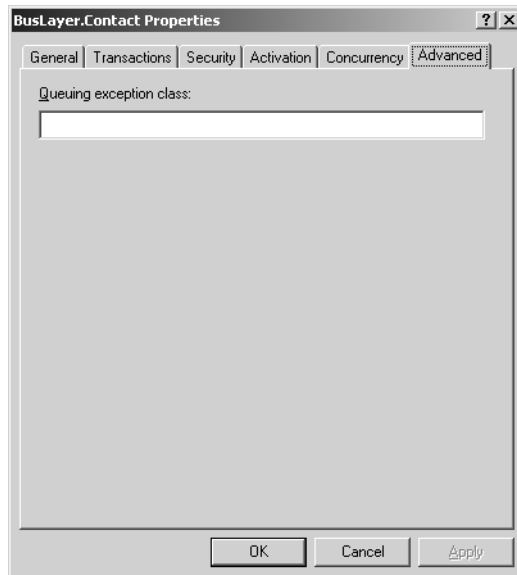 BusLayer.Contact Properties
General Transactions Security Activation Concurrency Advanced
Queuing exception class:
OK Cancel Apply